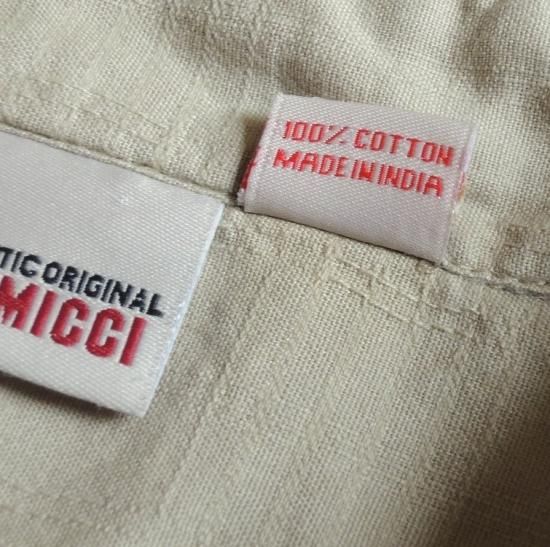 100% COTTON
MADE IN INDIA
TIC ORIGINAL
MICCI